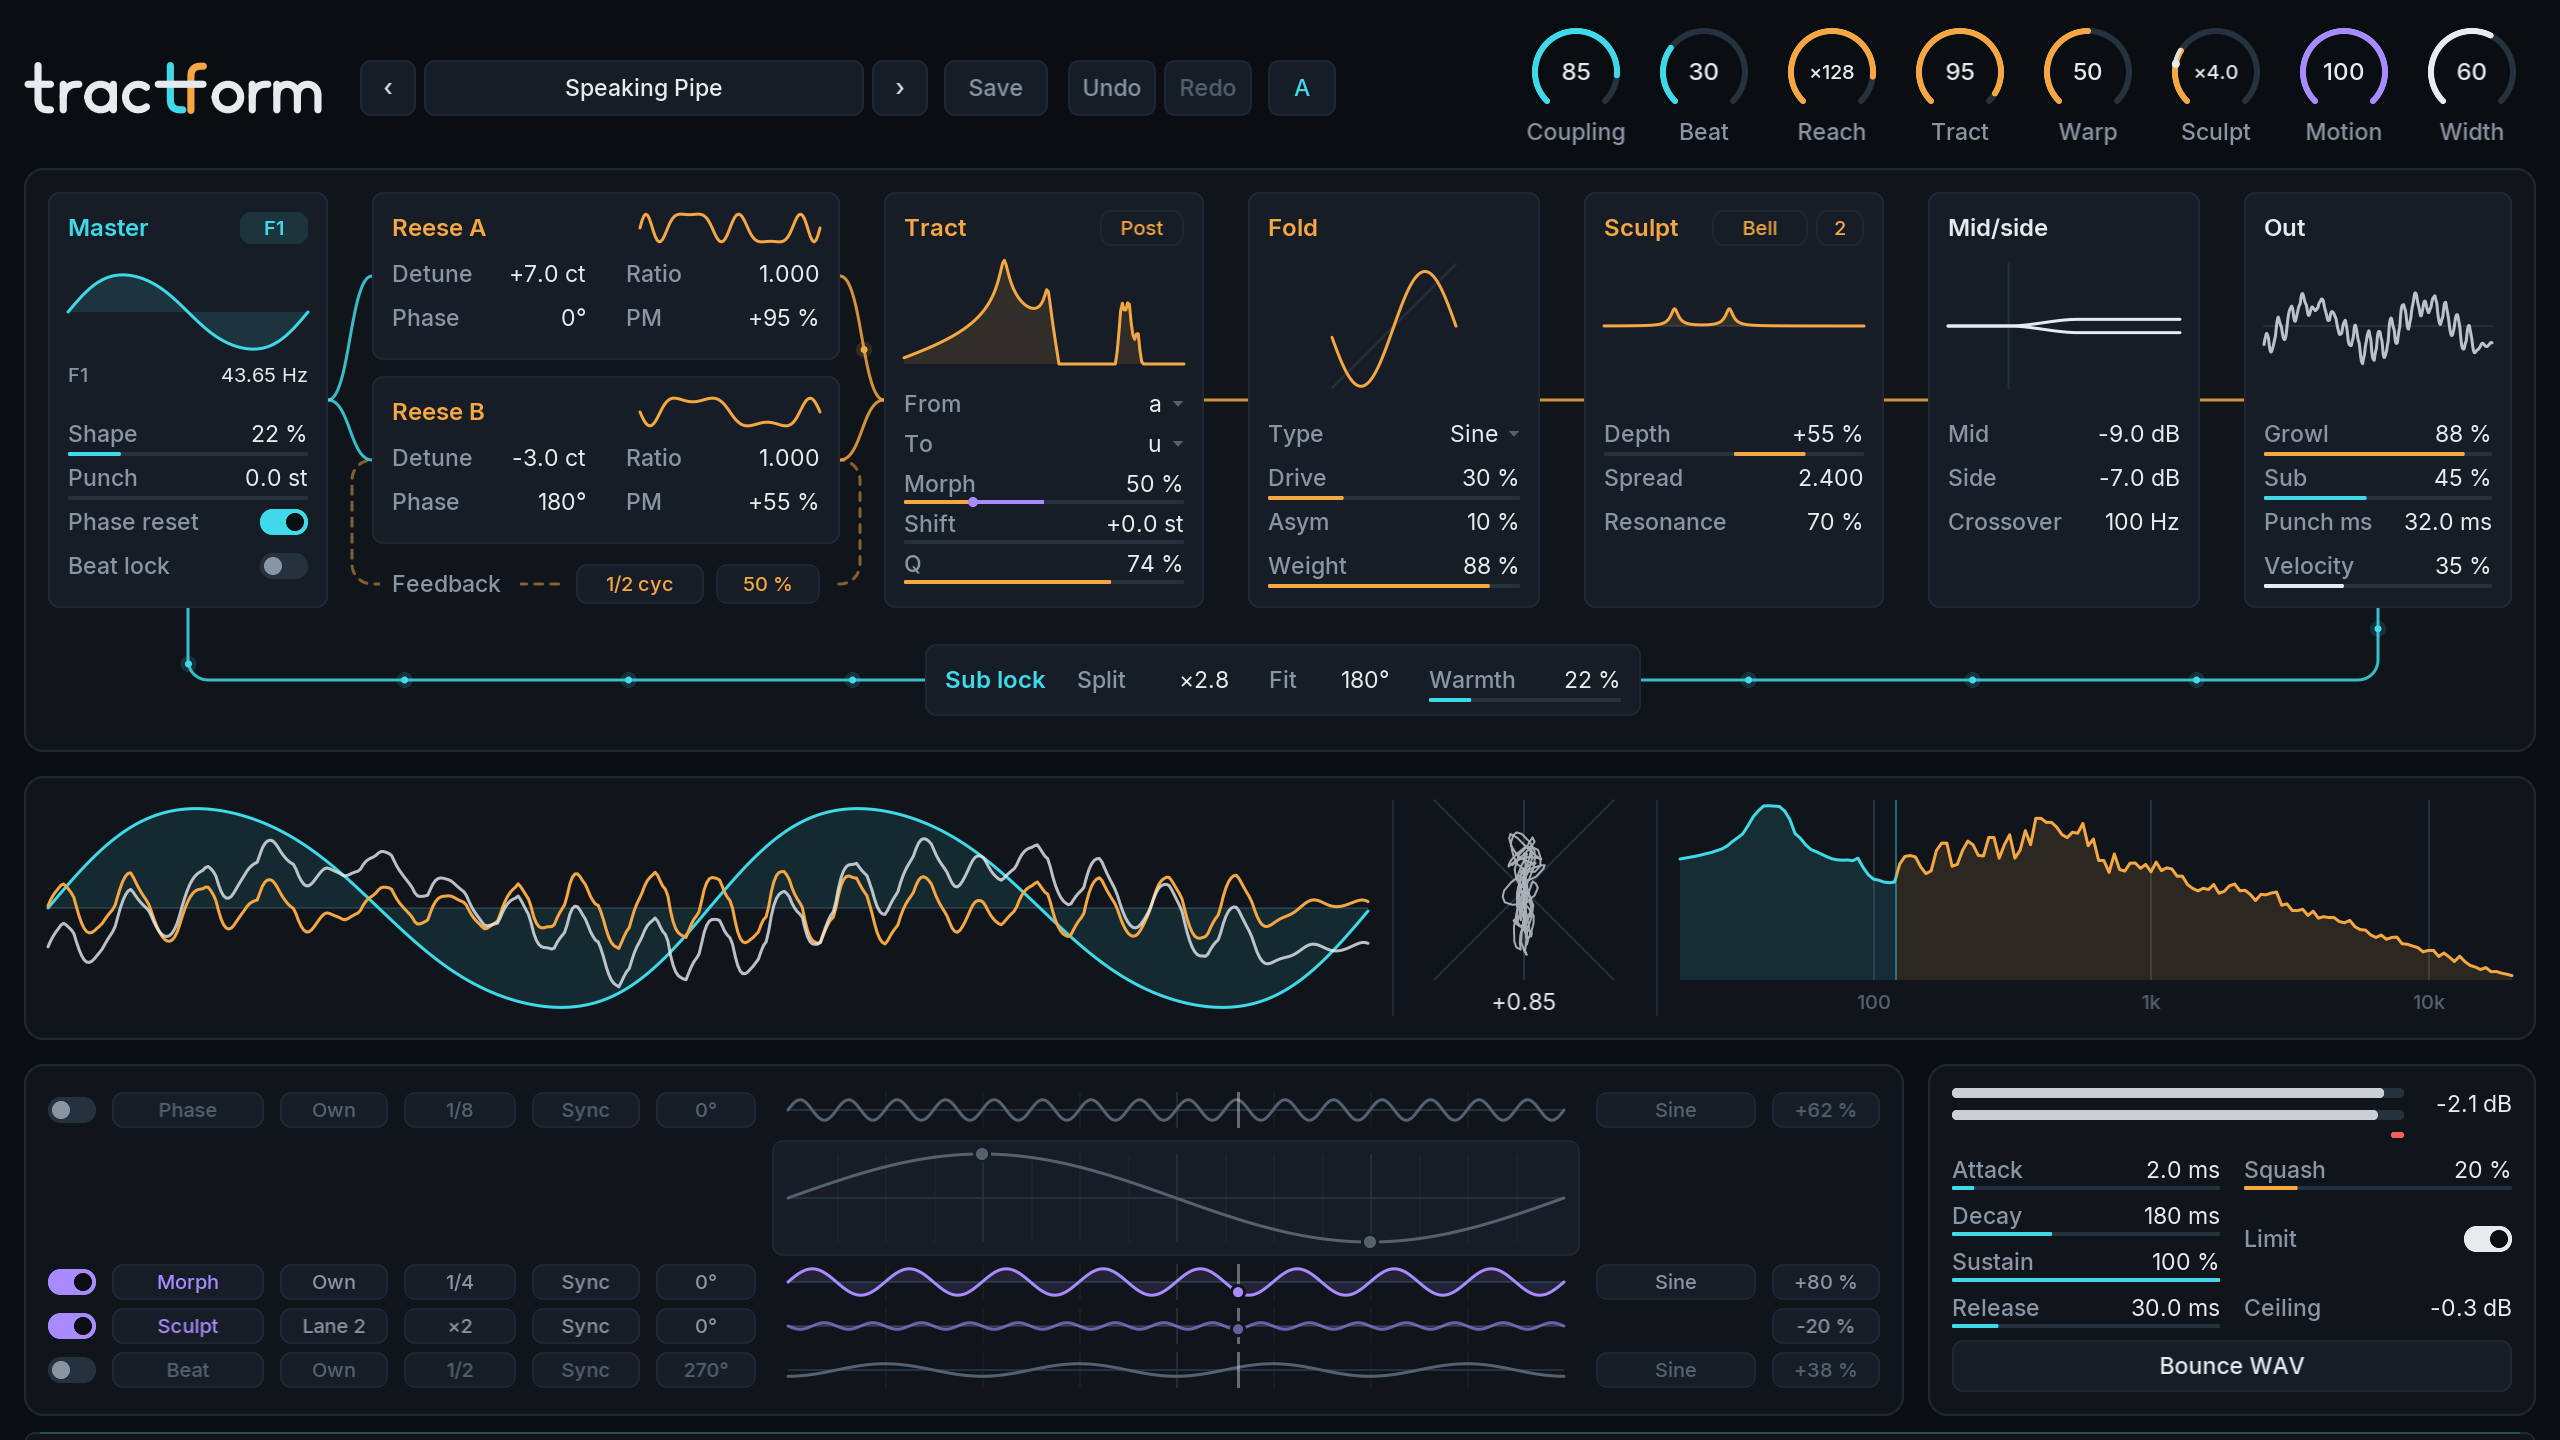 tractform ‹ Speaking Pipe › Save Undo Redo A
85 30 ×128 95 50 ×4.0 100 60
Coupling Beat Reach Tract Warp Sculpt Motion Width
Master F1
F1 43.65 Hz
Shape 22 %
Punch 0.0 st
Phase reset
Beat lock
Reese A
Detune +7.0 ct Ratio 1.000
Phase 0° PM +95 %
Reese B
Detune -3.0 ct Ratio 1.000
Phase 180° PM +55 %
Feedback 1/2 cyc 50 %
Tract Post
From a
To u
Morph 50 %
Shift +0.0 st
Q 74 %
Fold
Type Sine
Drive 30 %
Asym 10 %
Weight 88 %
Sculpt Bell 2
Depth +55 %
Spread 2.400
Resonance 70 %
Mid/side
Mid -9.0 dB
Side -7.0 dB
Crossover 100 Hz
Out
Growl 88 %
Sub 45 %
Punch ms 32.0 ms
Velocity 35 %
Sub lock Split ×2.8 Fit 180° Warmth 22 %
+0.85
100 1k 10k
Phase Own 1/8 Sync 0° Sine +62 %
Morph Own 1/4 Sync 0° Sine +80 %
Sculpt Lane 2 ×2 Sync 0° -20 %
Beat Own 1/2 Sync 270° Sine +38 %
-2.1 dB
Attack 2.0 ms Squash 20 %
Decay 180 ms
Limit
Sustain 100 %
Release 30.0 ms Ceiling -0.3 dB
Bounce WAV